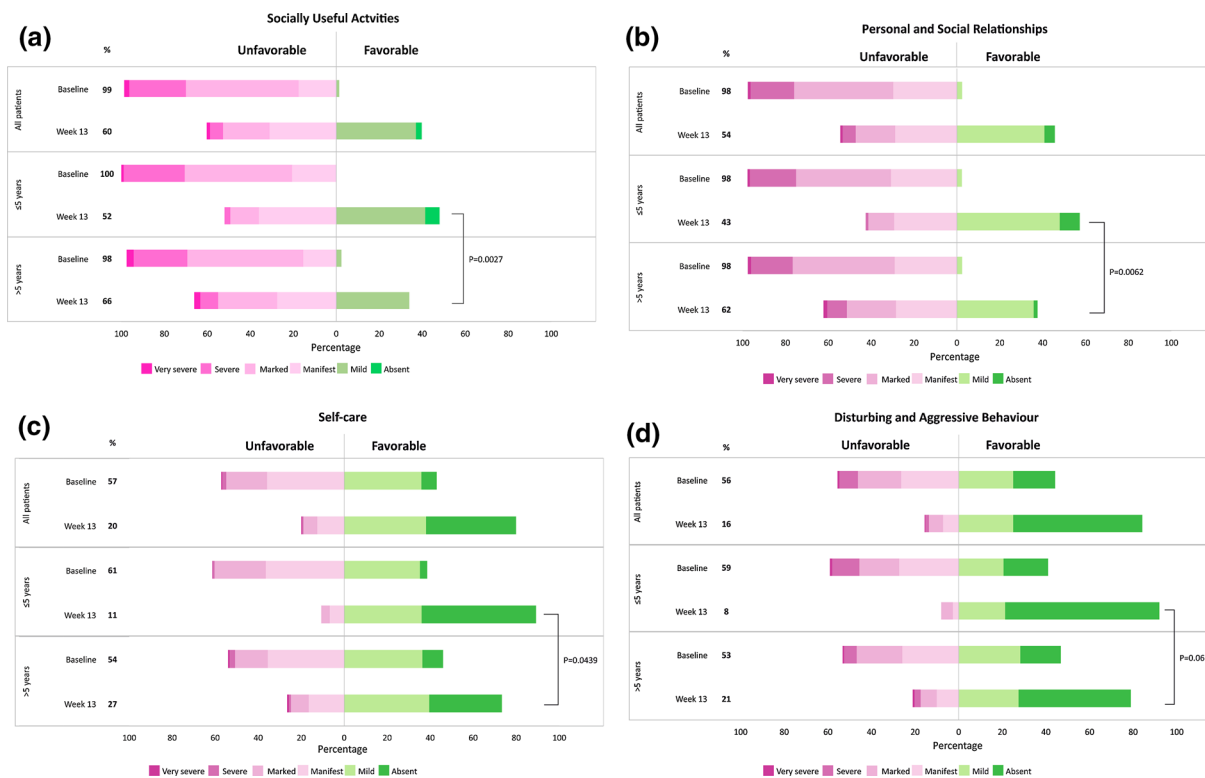 (a)
Socially Useful Actvities
% Unfavorable Favorable
All patients
Baseline 99
Week 13 60
≤5 years
Baseline 100
Week 13 52
>5 years
Baseline 98
Week 13 66
P=0.0027
100 80 60 40 20 0 20 40 60 80 100
Percentage
Very severe Severe Marked Manifest Mild Absent
(b)
Personal and Social Relationships
% Unfavorable Favorable
All patients
Baseline 98
Week 13 54
≤5 years
Baseline 98
Week 13 43
>5 years
Baseline 98
Week 13 62
P=0.0062
100 80 60 40 20 0 20 40 60 80 100
Percentage
Very severe Severe Marked Manifest Mild Absent
(c)
Self-care
% Unfavorable Favorable
All patients
Baseline 57
Week 13 20
≤5 years
Baseline 61
Week 13 11
>5 years
Baseline 54
Week 13 27
P=0.0439
100 80 60 40 20 0 20 40 60 80 100
Percentage
Very severe Severe Marked Manifest Mild Absent
(d)
Disturbing and Aggressive Behaviour
% Unfavorable Favorable
All patients
Baseline 56
Week 13 16
≤5 years
Baseline 59
Week 13 8
>5 years
Baseline 53
Week 13 21
P=0.06
100 80 60 40 20 0 20 40 60 80 100
Percentage
Very severe Severe Marked Manifest Mild Absent